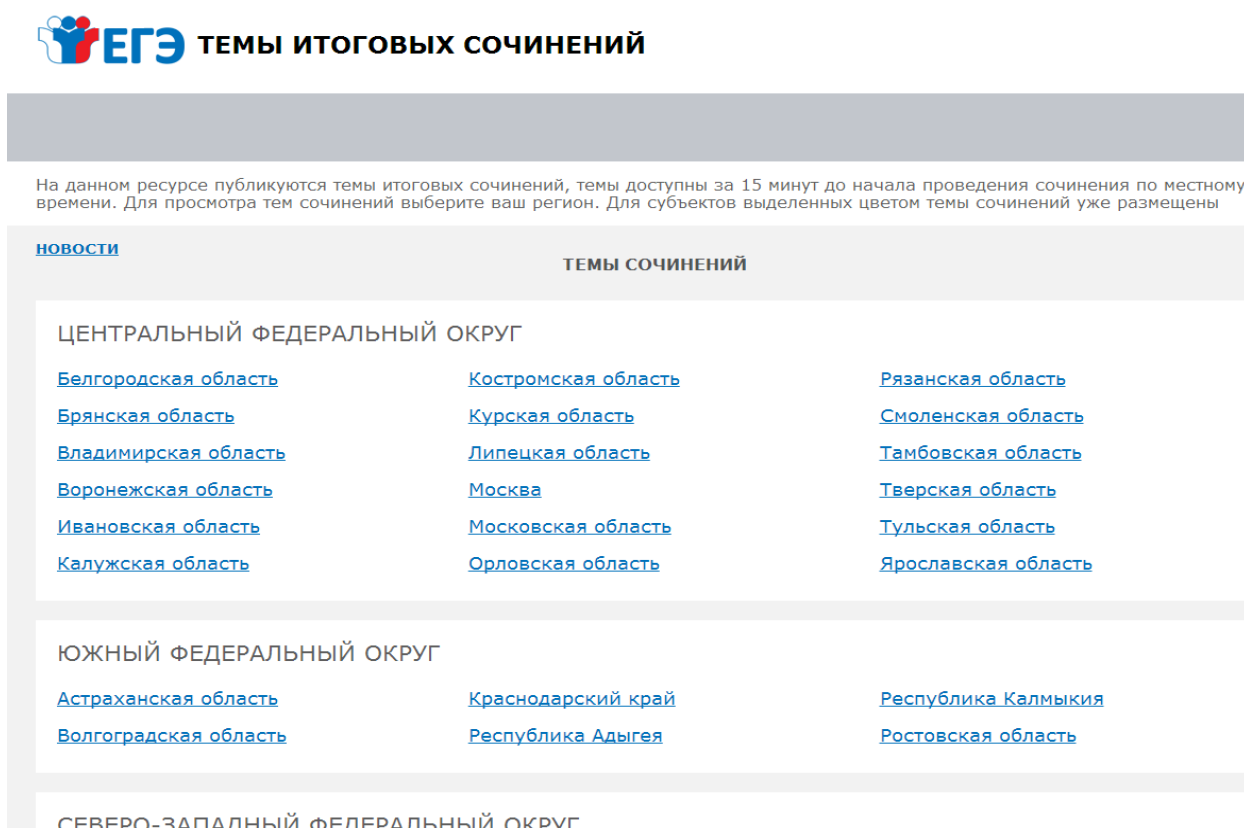 ЕГЭ ТЕМЫ ИТОГОВЫХ СОЧИНЕНИЙ
На данном ресурсе публикуются темы итоговых сочинений, темы доступны за 15 минут до начала проведения сочинения по местному
времени. Для просмотра тем сочинений выберите ваш регион. Для субъектов выделенных цветом темы сочинений уже размещены
НОВОСТИ
ТЕМЫ СОЧИНЕНИЙ
ЦЕНТРАЛЬНЫЙ ФЕДЕРАЛЬНЫЙ ОКРУГ
Белгородская область Костромская область Рязанская область
Брянская область Курская область Смоленская область
Владимирская область Липецкая область Тамбовская область
Воронежская область Москва Тверская область
Ивановская область Московская область Тульская область
Калужская область Орловская область Ярославская область
ЮЖНЫЙ ФЕДЕРАЛЬНЫЙ ОКРУГ
Астраханская область Краснодарский край Республика Калмыкия
Волгоградская область Республика Адыгея Ростовская область
СЕВЕРО-ЗАПАДНЫЙ ФЕДЕРАЛЬНЫЙ ОКРУГ